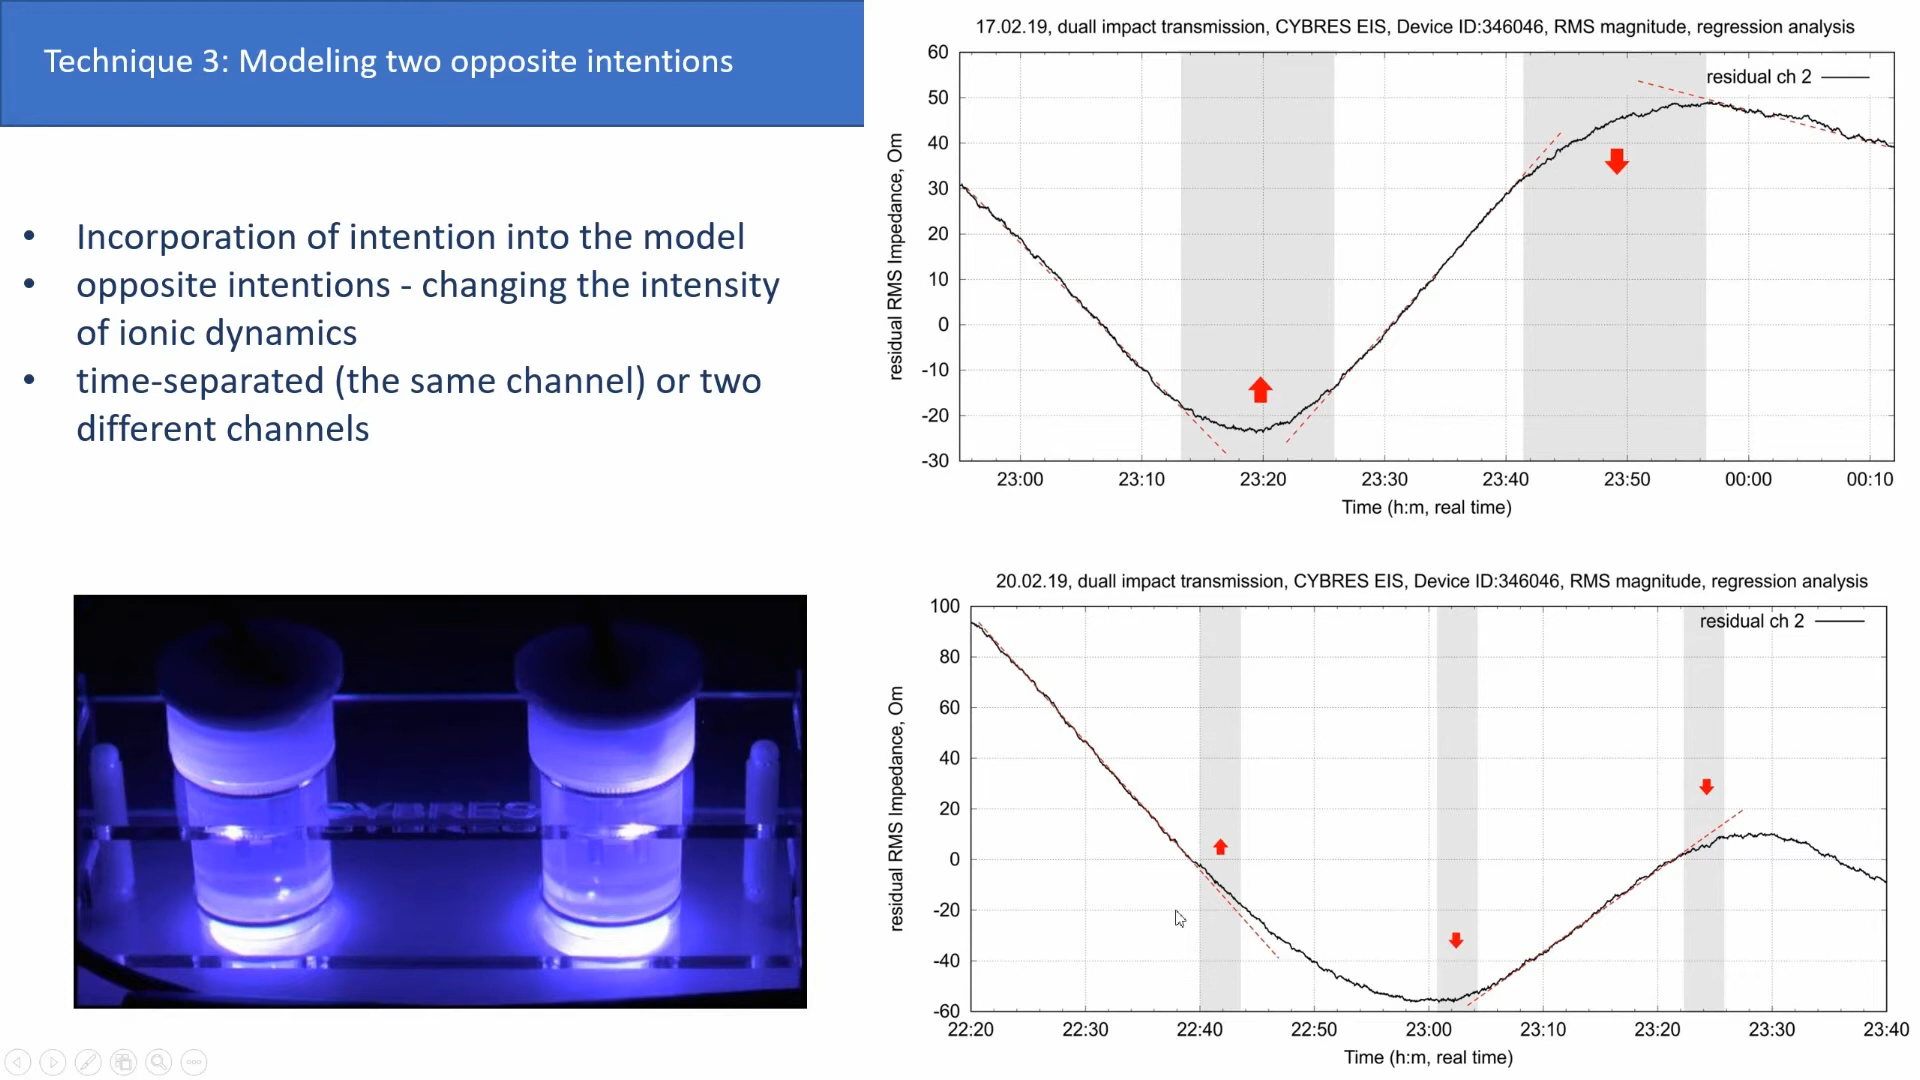 Technique 3: Modeling two opposite intentions
• Incorporation of intention into the model
• opposite intentions - changing the intensity
of ionic dynamics
• time-separated (the same channel) or two
different channels
CYBRES
17.02.19, duall impact transmission, CYBRES EIS, Device ID:346046, RMS magnitude, regression analysis
residual ch 2
residual RMS Impedance, Om
60
50
40
30
20
10
0
-10
-20
-30
23:00 23:10 23:20 23:30 23:40 23:50 00:00 00:10
Time (h:m, real time)
20.02.19, duall impact transmission, CYBRES EIS, Device ID:346046, RMS magnitude, regression analysis
residual ch 2
residual RMS Impedance, Om
100
80
60
40
20
0
-20
-40
-60
22:20 22:30 22:40 22:50 23:00 23:10 23:20 23:30 23:40
Time (h:m, real time)